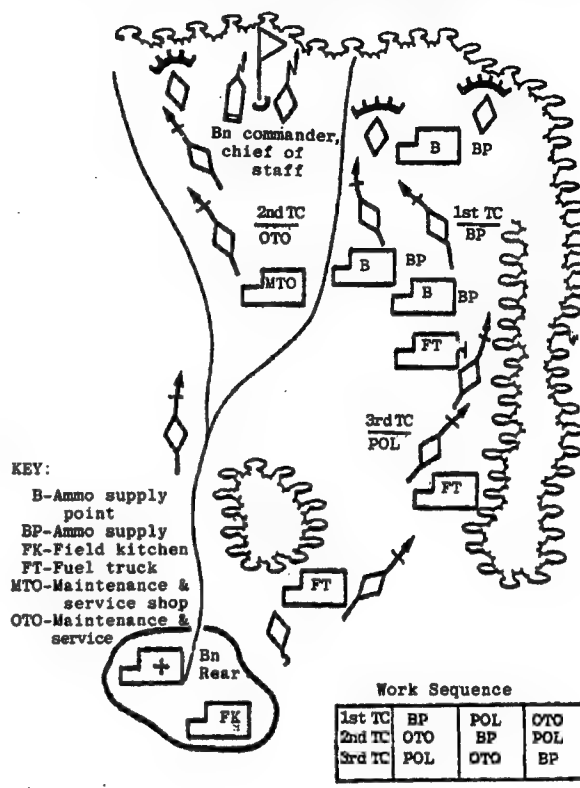 Bn commander,
chief of
staff
B BP
2nd TC
OTO
1st TC
BP
MTO
B BP
B BP
FT
3rd TC
POL
FT
FT
KEY:
B-Ammo supply
point
BP-Ammo supply
FK-Field kitchen
FT-Fuel truck
MTO-Maintenance &
service shop
OTO-Maintenance &
service
Bn
Rear
FK
Work Sequence
1st TC BP POL OTO
2nd TC OTO BP POL
3rd TC POL OTO BP